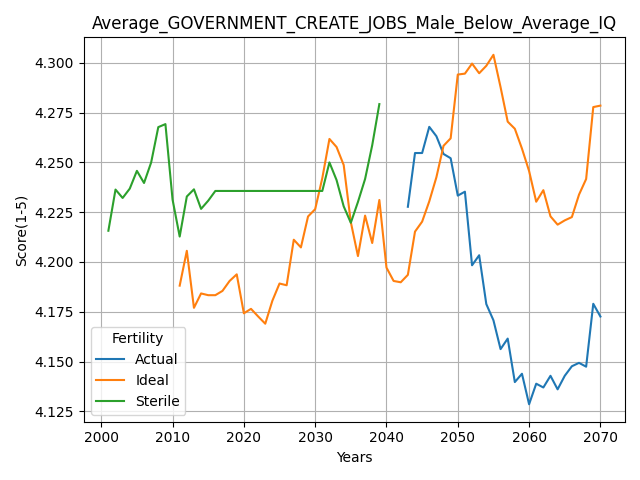 Average_GOVERNMENT_CREATE_JOBS_Male_Below_Average_IQ
4.300
4.275
4.250
4.225
4.200
4.175
4.150
4.125
Score(1-5)
Fertility
Actual
Ideal
Sterile
2000 2010 2020 2030 2040 2050 2060 2070
Years